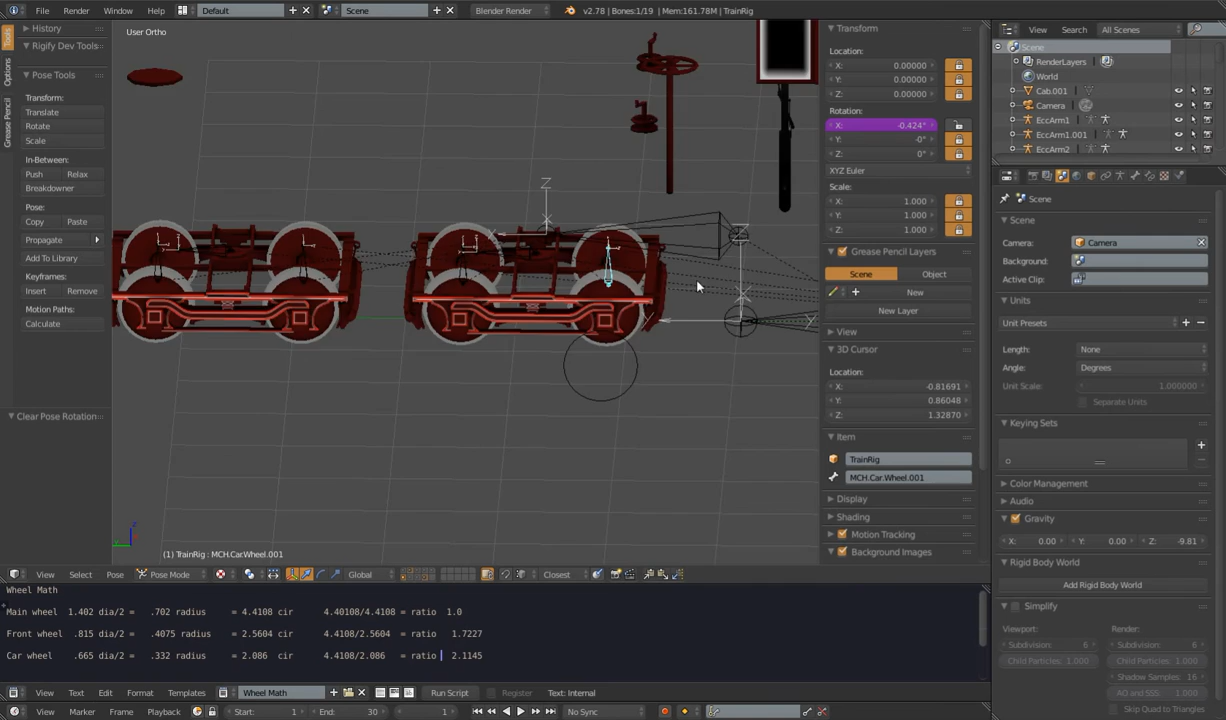 File Render Window Help Default Scene Blender Render v2.78 | Bones:1/19 | Mem:161.78M | TrainRig View Search All Scenes
Tools
Options
Grease Pencil
History
Rigify Dev Tools
Pose Tools
Transform:
Translate
Rotate
Scale
In-Between:
Push Relax
Breakdowner
Pose:
Copy Paste
Propagate
Add To Library
Keyframes:
Insert Remove
Motion Paths:
Calculate
Clear Pose Rotation
User Ortho
(1) TrainRig : MCH.Car.Wheel.001
View Select Pose Pose Mode Global Closest
Transform
Location:
X: 0.00000
Y: 0.00000
Z: 0.00000
Rotation:
X: -0.424°
Y: -0°
Z: 0°
XYZ Euler
Scale:
X: 1.000
Y: 1.000
Z: 1.000
Grease Pencil Layers
Scene Object
New
New Layer
View
3D Cursor
Location:
X: -0.81691
Y: 0.86048
Z: 1.32870
Item
TrainRig
MCH.Car.Wheel.001
Display
Shading
Motion Tracking
Background Images
Scene
RenderLayers
World
Cab.001
Camera
EccArm1
EccArm1.001
EccArm2
Scene
Scene
Camera: Camera
Background:
Active Clip:
Units
Unit Presets
Length: None
Angle: Degrees
Unit Scale: 1.000000
Separate Units
Keying Sets
Color Management
Audio
Gravity
X: 0.00 Y: 0.00 Z: -9.81
Rigid Body World
Add Rigid Body World
Simplify
Viewport: Render:
Subdivision: 6 Subdivision: 6
Child Particles: 1.000 Child Particles: 1.000
Shadow Samples: 16
AO and SSS: 1.000
Skip Quad to Triangles
Wheel Math
Main wheel 1.402 dia/2 = .702 radius = 4.4108 cir 4.40108/4.4108 = ratio 1.0
Front wheel .815 dia/2 = .4075 radius = 2.5604 cir 4.4108/2.5604 = ratio 1.7227
Car wheel .665 dia/2 = .332 radius = 2.086 cir 4.4108/2.086 = ratio 2.1145
View Text Edit Format Templates Wheel Math Run Script Register Text: Internal
View Marker Frame Playback Start: 1 End: 30 1 No Sync